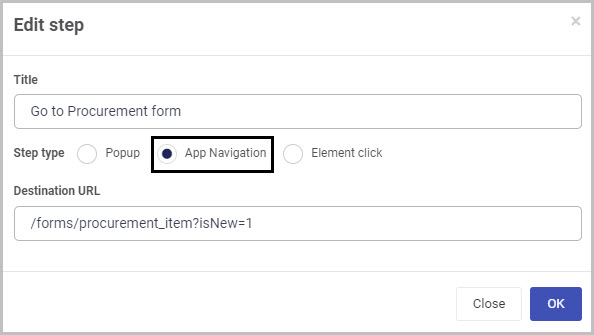 Edit step
×
Title
Go to Procurement form
Step type Popup App Navigation Element click
Destination URL
/forms/procurement_item?isNew=1
Close OK